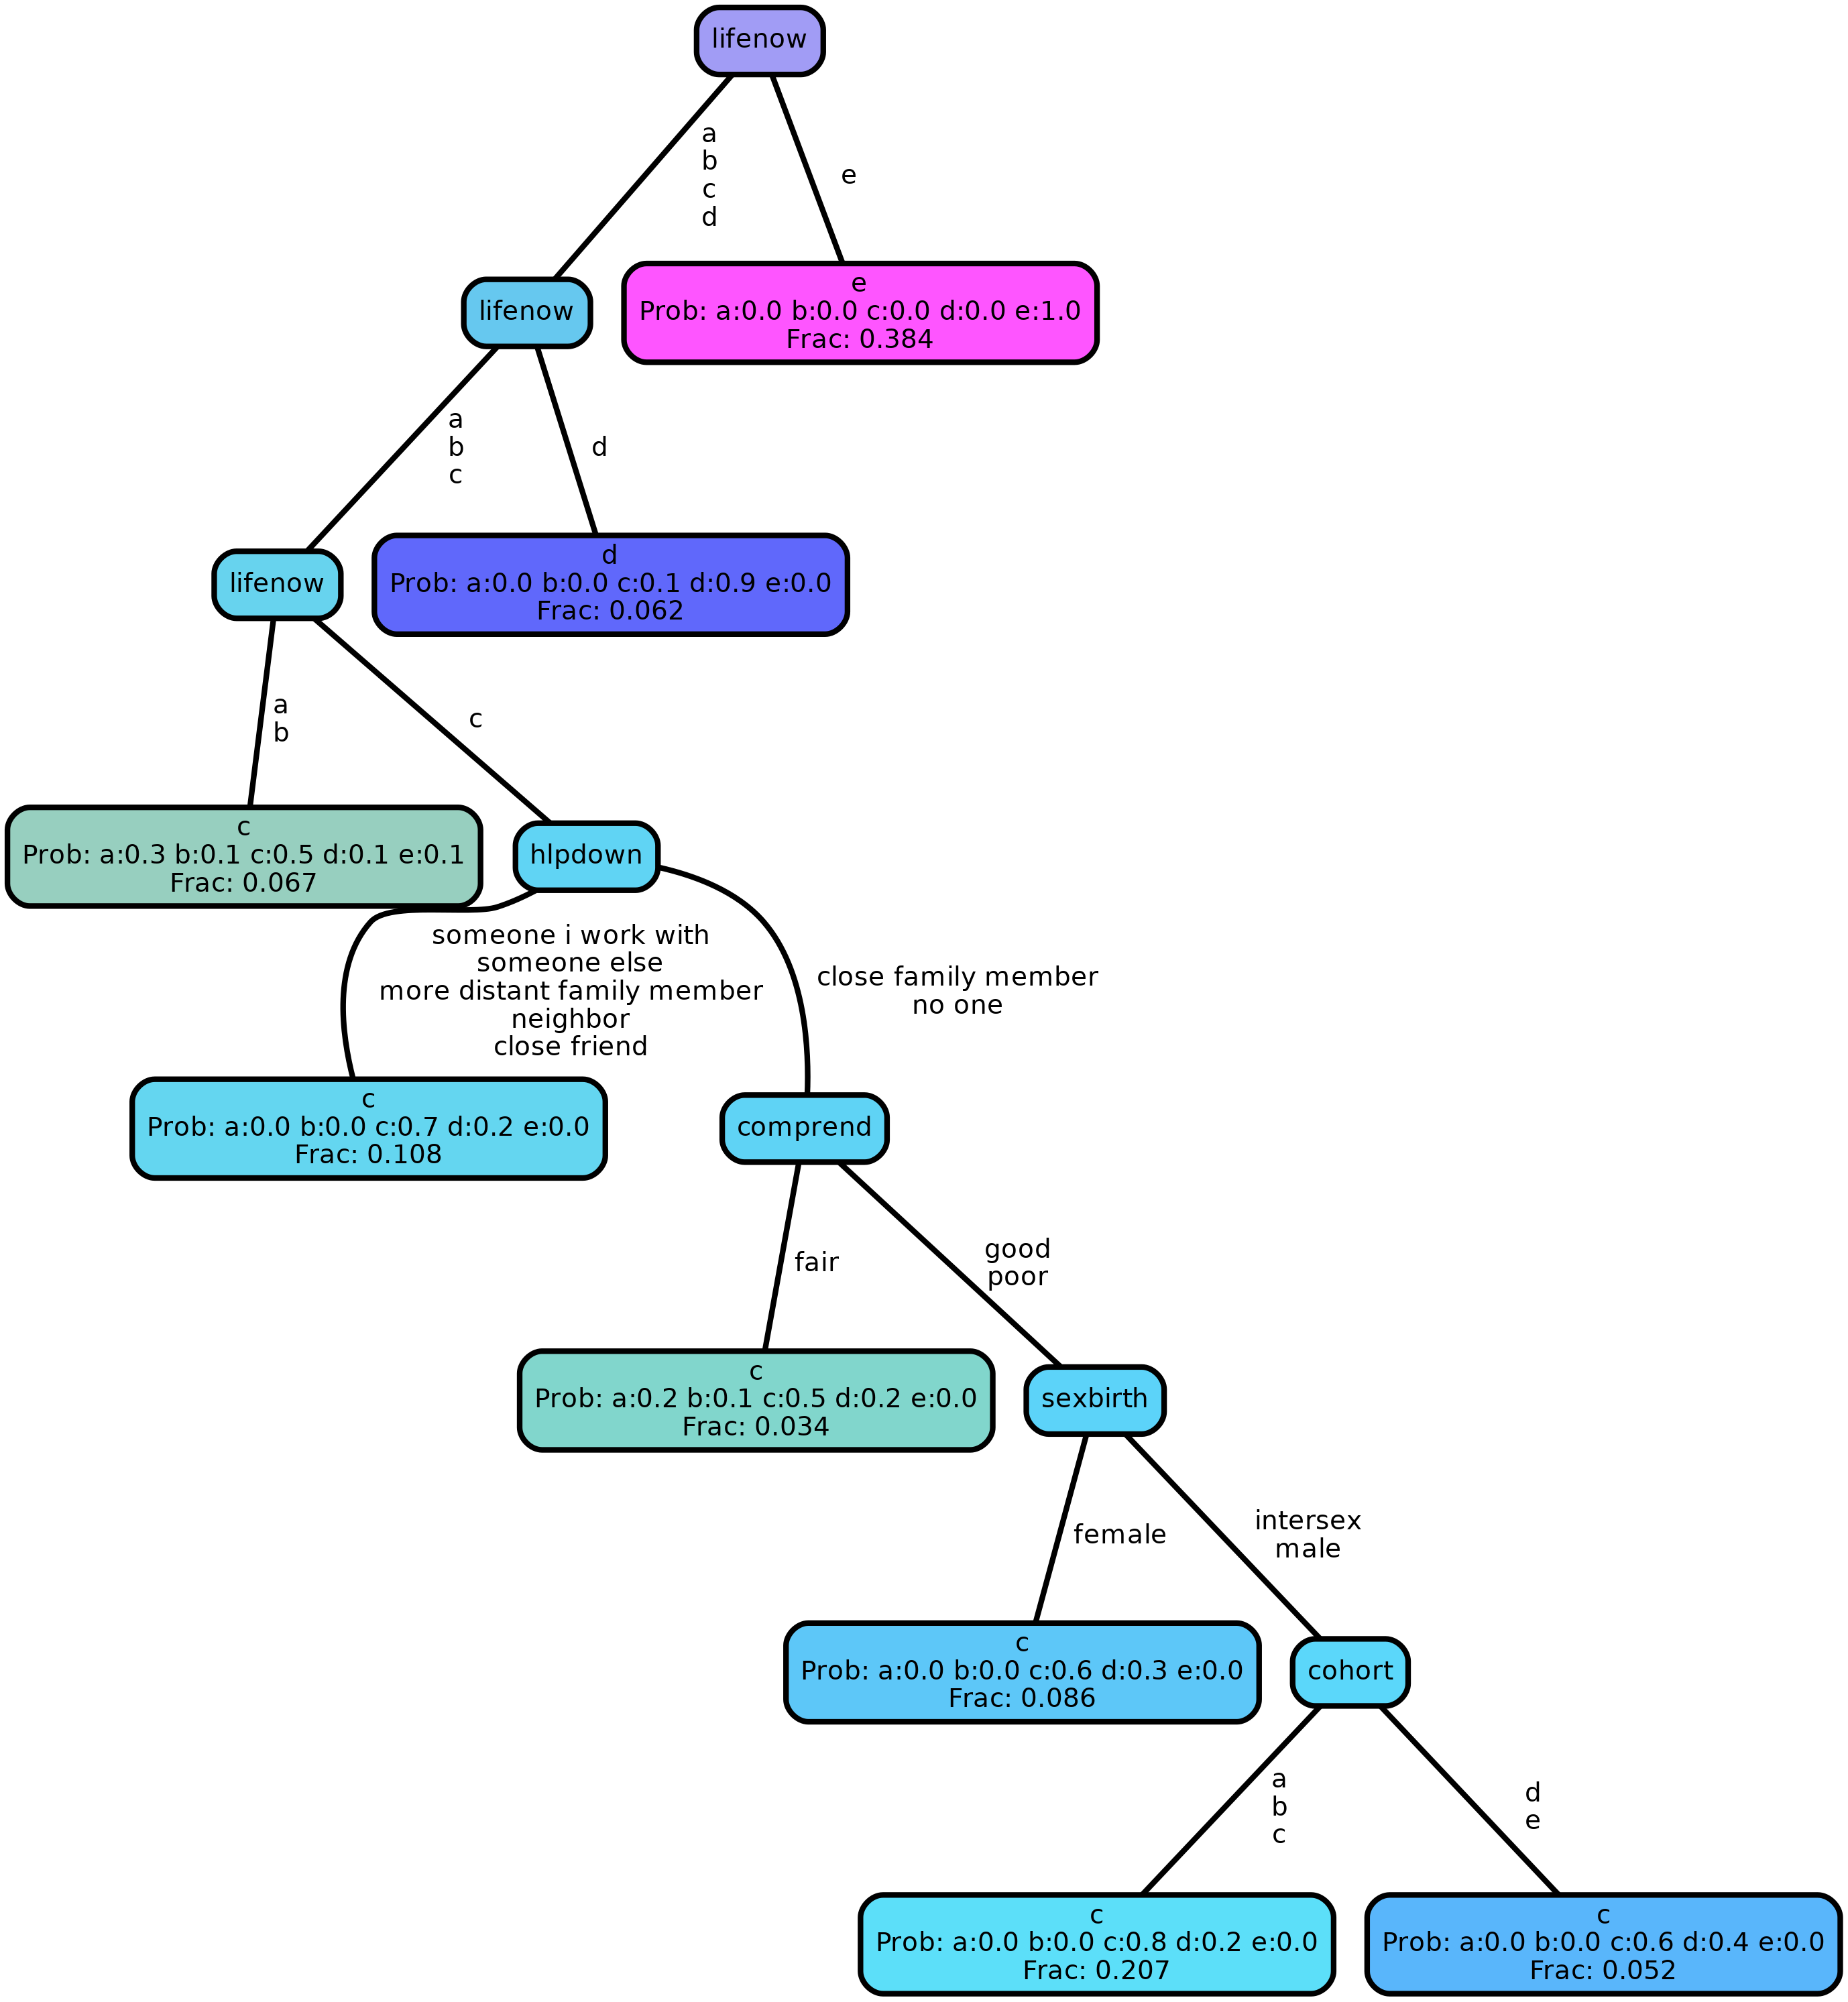 lifenow
a
b
c
d
e
lifenow
e
Prob: a:0.0 b:0.0 c:0.0 d:0.0 e:1.0
Frac: 0.384
a
b
c
d
lifenow
d
Prob: a:0.0 b:0.0 c:0.1 d:0.9 e:0.0
Frac: 0.062
a
b
c
c
Prob: a:0.3 b:0.1 c:0.5 d:0.1 e:0.1
Frac: 0.067
hlpdown
someone i work with
someone else
more distant family member
neighbor
close friend
close family member
no one
c
Prob: a:0.0 b:0.0 c:0.7 d:0.2 e:0.0
Frac: 0.108
comprend
fair
good
poor
c
Prob: a:0.2 b:0.1 c:0.5 d:0.2 e:0.0
Frac: 0.034
sexbirth
female
intersex
male
c
Prob: a:0.0 b:0.0 c:0.6 d:0.3 e:0.0
Frac: 0.086
cohort
a
b
c
d
e
c
Prob: a:0.0 b:0.0 c:0.8 d:0.2 e:0.0
Frac: 0.207
c
Prob: a:0.0 b:0.0 c:0.6 d:0.4 e:0.0
Frac: 0.052